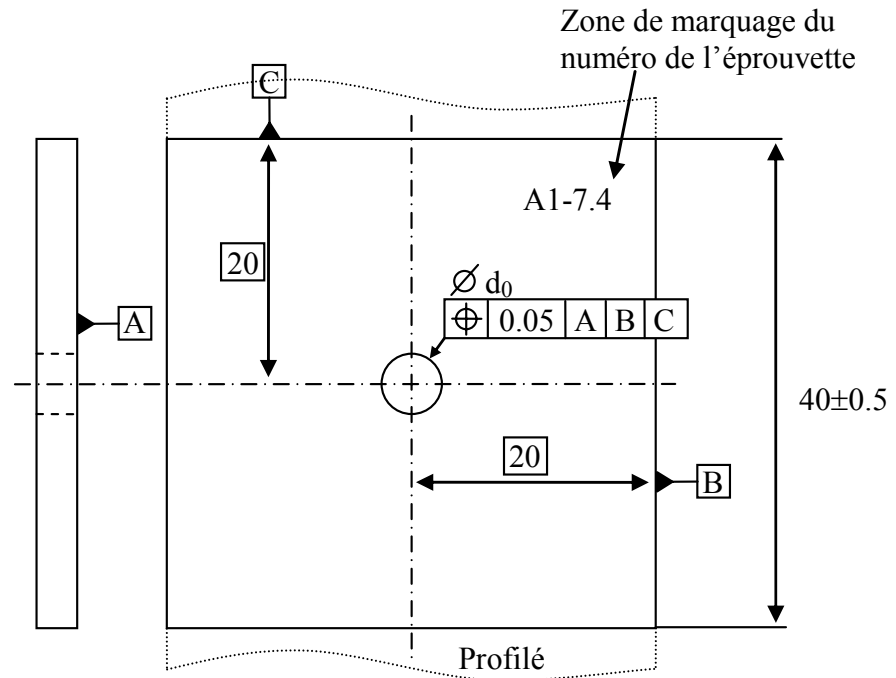 Zone de marquage du
numéro de l’éprouvette
C
A1-7.4
20
Ø d₀
⌖ 0.05 A B C
A
40±0.5
20
B
Profilé